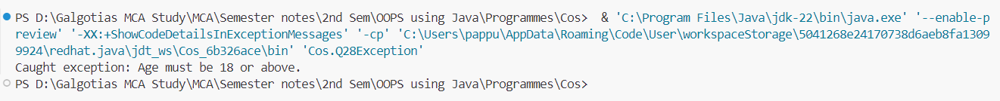 PS D:\Galgotias MCA Study\MCA\Semester notes\2nd Sem\OOPS using Java\Programmes\Cos>  & 'C:\Program Files\Java\jdk-22\bin\java.exe' '--enable-p
review' '-XX:+ShowCodeDetailsInExceptionMessages' '-cp' 'C:\Users\pappu\AppData\Roaming\Code\User\workspaceStorage\5041268e24170738d6aeb8fa1309
9924\redhat.java\jdt_ws\Cos_6b326ace\bin' 'Cos.Q28Exception'
Caught exception: Age must be 18 or above.
PS D:\Galgotias MCA Study\MCA\Semester notes\2nd Sem\OOPS using Java\Programmes\Cos>